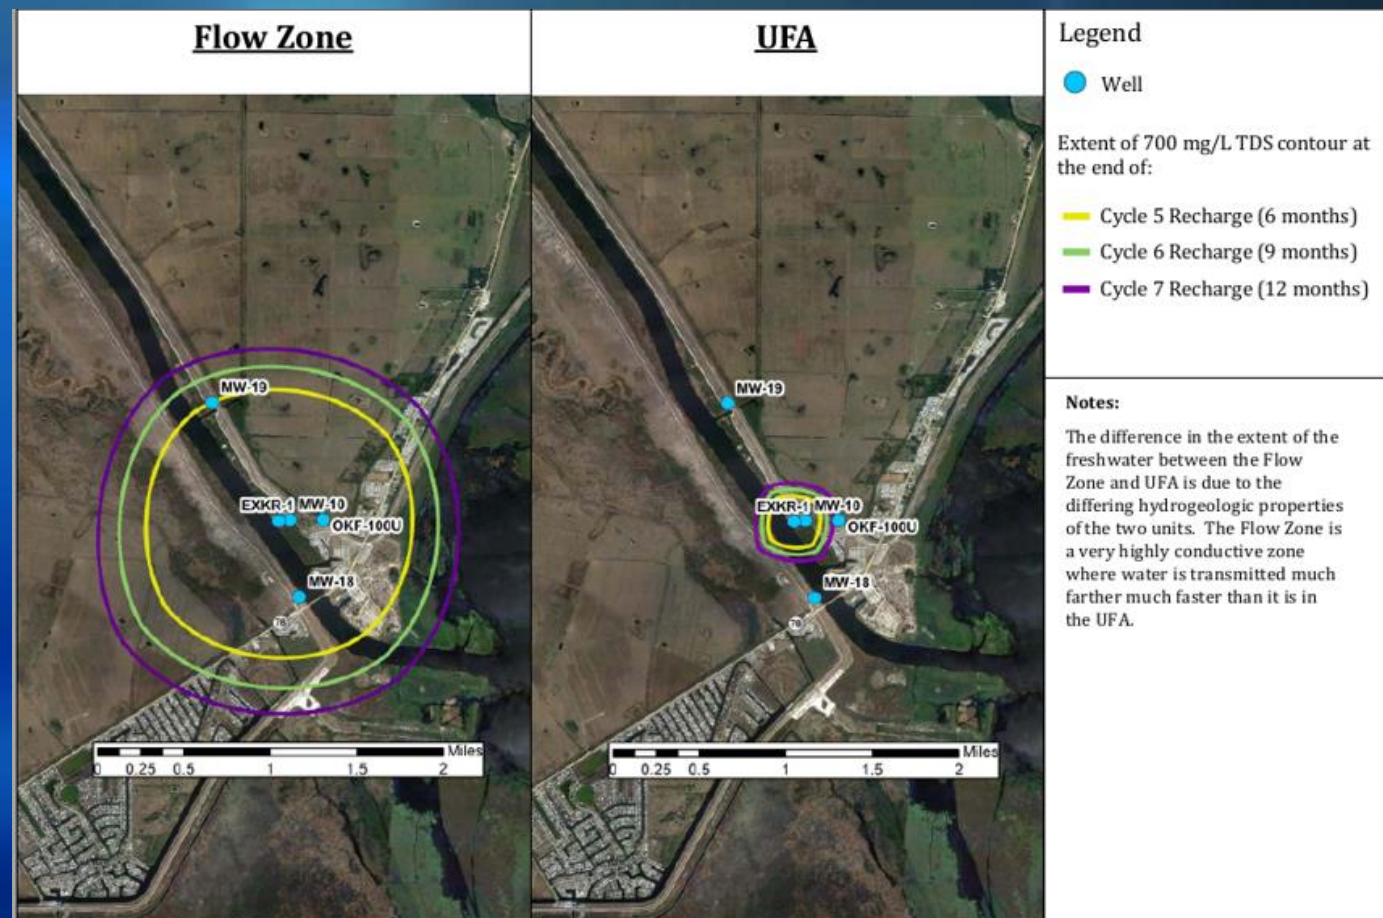 Flow Zone
MW-19
EXKR-1 MW-10
OKF-100U
MW-18
78
Miles
0 0.25 0.5 1 1.5 2
UFA
MW-19
EXKR-1 MW-10
OKF-100U
MW-18
78
Miles
0 0.25 0.5 1 1.5 2
Legend
Well
Extent of 700 mg/L TDS contour at
the end of:
Cycle 5 Recharge (6 months)
Cycle 6 Recharge (9 months)
Cycle 7 Recharge (12 months)
Notes:
The difference in the extent of the
freshwater between the Flow
Zone and UFA is due to the
differing hydrogeologic properties
of the two units. The Flow Zone is
a very highly conductive zone
where water is transmitted much
farther much faster than it is in
the UFA.